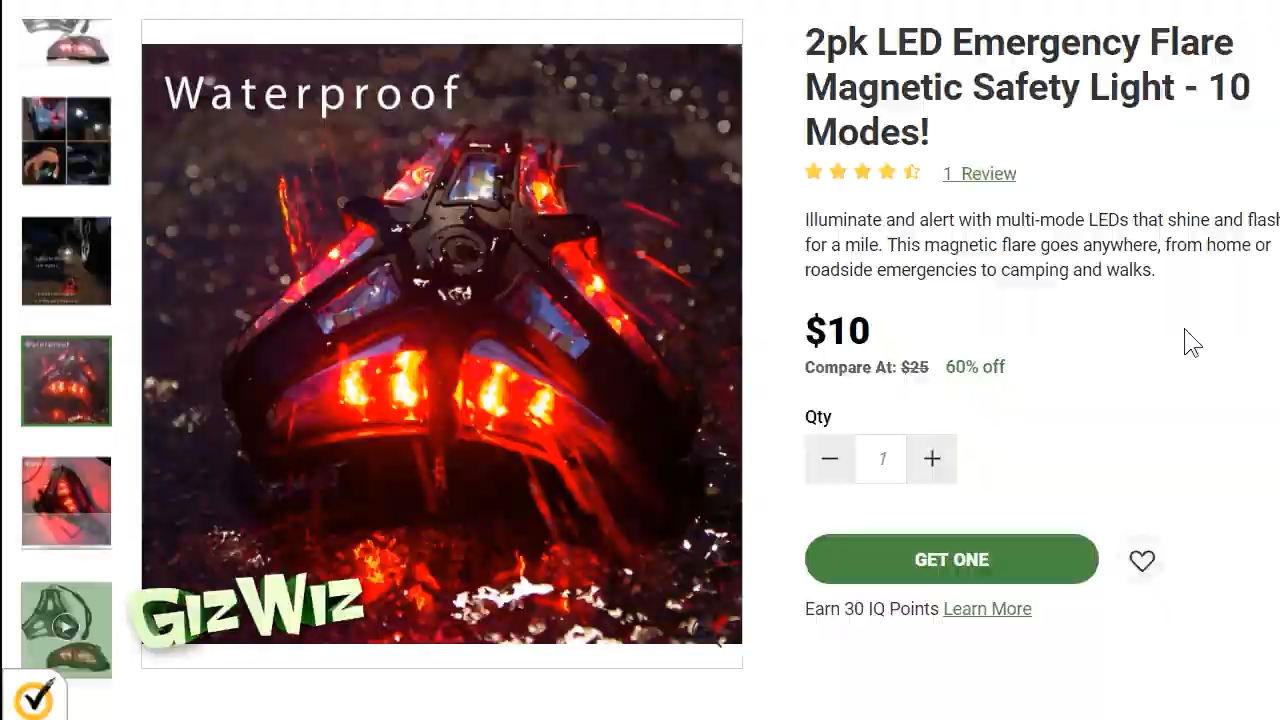 Waterproof
2pk LED Emergency Flare
Magnetic Safety Light - 10
Modes!
1 Review
Illuminate and alert with multi-mode LEDs that shine and flash
for a mile. This magnetic flare goes anywhere, from home or
roadside emergencies to camping and walks.
$10
Compare At: $25 60% off
Qty
1
GET ONE
Earn 30 IQ Points Learn More
GIZWIZ